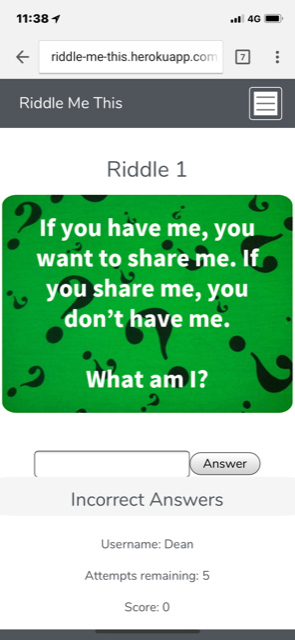 11:38
4G
riddle-me-this.herokuapp.com
7
Riddle Me This
Riddle 1
If you have me, you
want to share me. If
you share me, you
don’t have me.
What am I?
Answer
Incorrect Answers
Username: Dean
Attempts remaining: 5
Score: 0